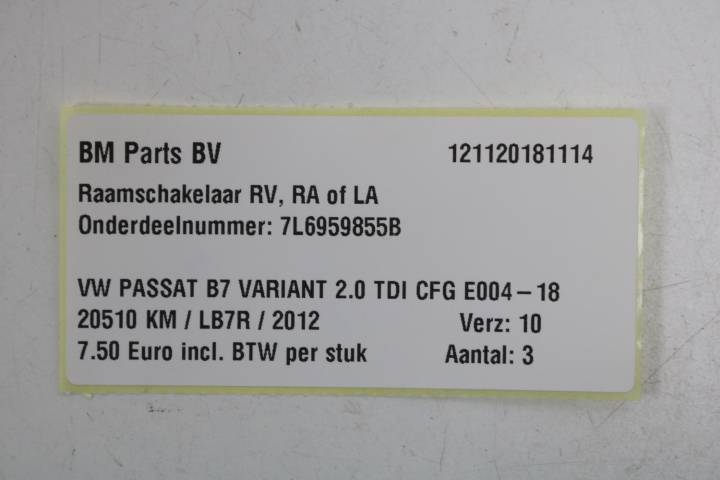 BM Parts BV 121120181114
Raamschakelaar RV, RA of LA
Onderdeelnummer: 7L6959855B
VW PASSAT B7 VARIANT 2.0 TDI CFG E004-18
20510 KM / LB7R / 2012 Verz: 10
7.50 Euro incl. BTW per stuk Aantal: 3